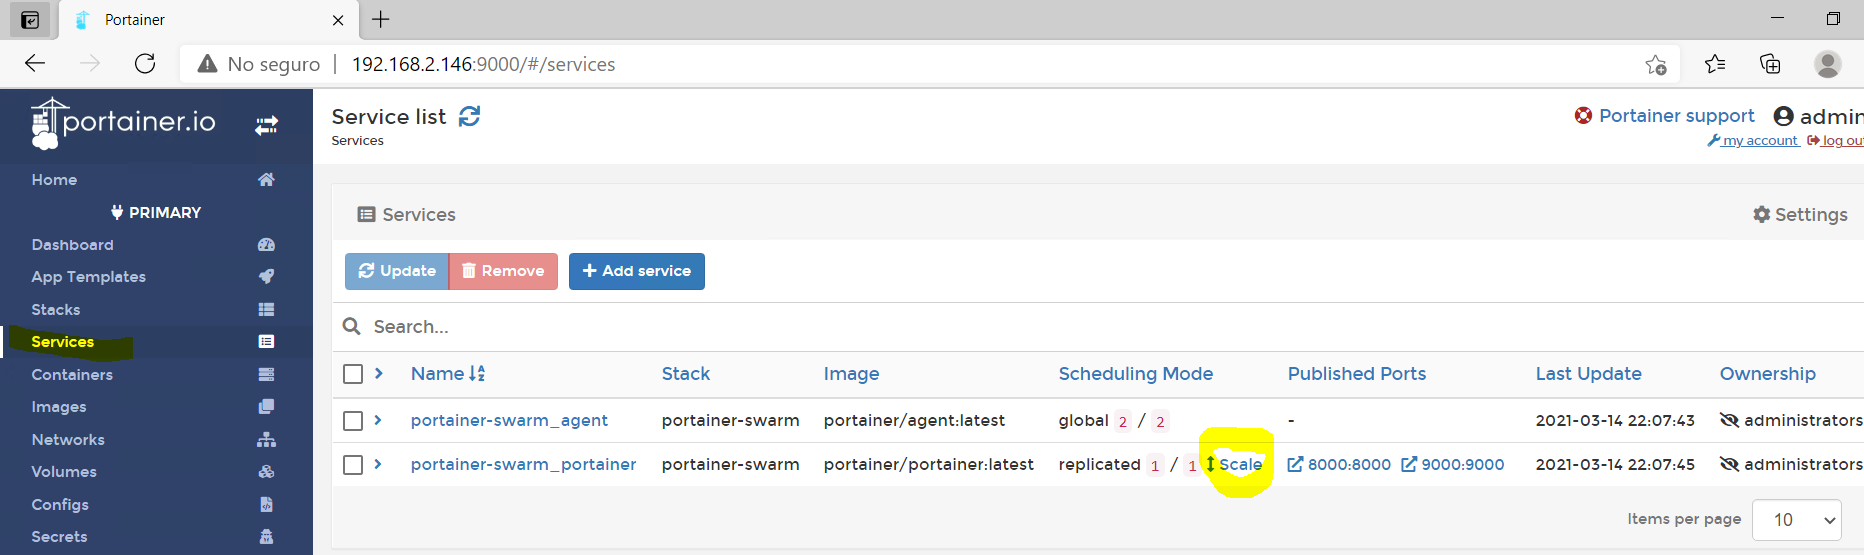 Portainer
No seguro | 192.168.2.146:9000/#/services
portainer.io
Service list
Portainer support admin
Services
my account log out
Home
PRIMARY
Services
Settings
Dashboard
Update Remove Add service
App Templates
Stacks
Search...
Services
Containers
Name Stack Image Scheduling Mode Published Ports Last Update Ownership
Images
portainer-swarm_agent portainer-swarm portainer/agent:latest global 2 / 2 - 2021-03-14 22:07:43 administrators
Networks
portainer-swarm_portainer portainer-swarm portainer/portainer:latest replicated 1 / 1 Scale 8000:8000 9000:9000 2021-03-14 22:07:45 administrators
Volumes
Configs
Items per page 10
Secrets